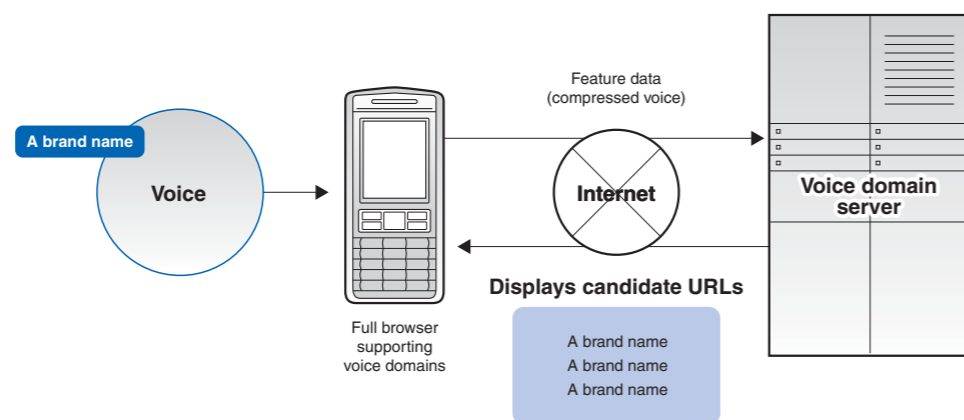 A brand name
Voice
Full browser
supporting
voice domains
Feature data
(compressed voice)
Internet
Voice domain
server
Displays candidate URLs
A brand name
A brand name
A brand name